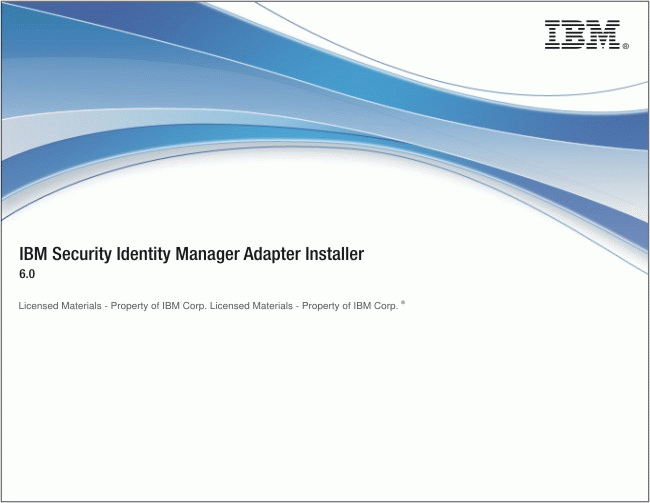 IBM®
IBM Security Identity Manager Adapter Installer
6.0
Licensed Materials - Property of IBM Corp. Licensed Materials - Property of IBM Corp. ®